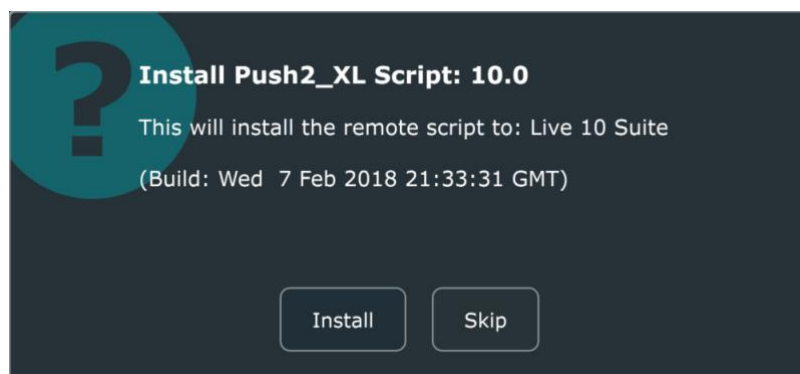 ?
Install Push2_XL Script: 10.0
This will install the remote script to: Live 10 Suite
(Build: Wed  7 Feb 2018 21:33:31 GMT)
Install
Skip